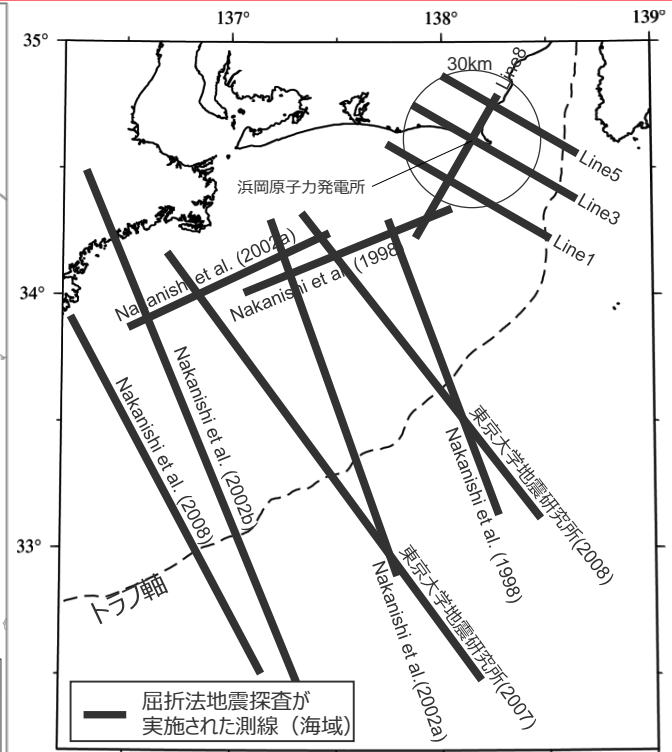 137°
138°
139°
35°
30km
Line8
Line5
浜岡原子力発電所
Line3
Line1
Nakanishi et al. (2002a)
Nakanishi et al. (1998)
34°
Nakanishi et al. (2008)
Nakanishi et al. (2002b)
東京大学地震研究所(2008)
Nakanishi et al. (1998)
33°
トラフ軸
東京大学地震研究所(2007)
Nakanishi et al.(2002a)
屈折法地震探査が
実施された測線（海域）